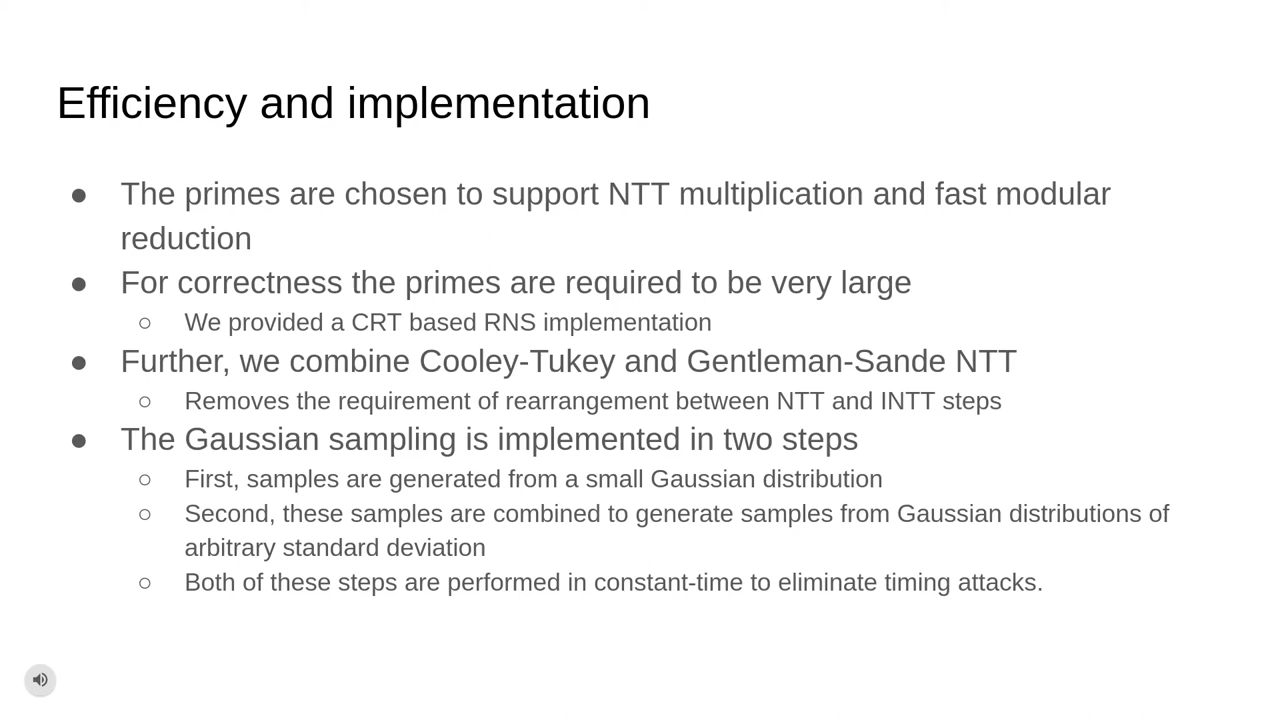 Efficiency and implementation
● The primes are chosen to support NTT multiplication and fast modular
reduction
● For correctness the primes are required to be very large
○ We provided a CRT based RNS implementation
● Further, we combine Cooley-Tukey and Gentleman-Sande NTT
○ Removes the requirement of rearrangement between NTT and INTT steps
● The Gaussian sampling is implemented in two steps
○ First, samples are generated from a small Gaussian distribution
○ Second, these samples are combined to generate samples from Gaussian distributions of
arbitrary standard deviation
○ Both of these steps are performed in constant-time to eliminate timing attacks.